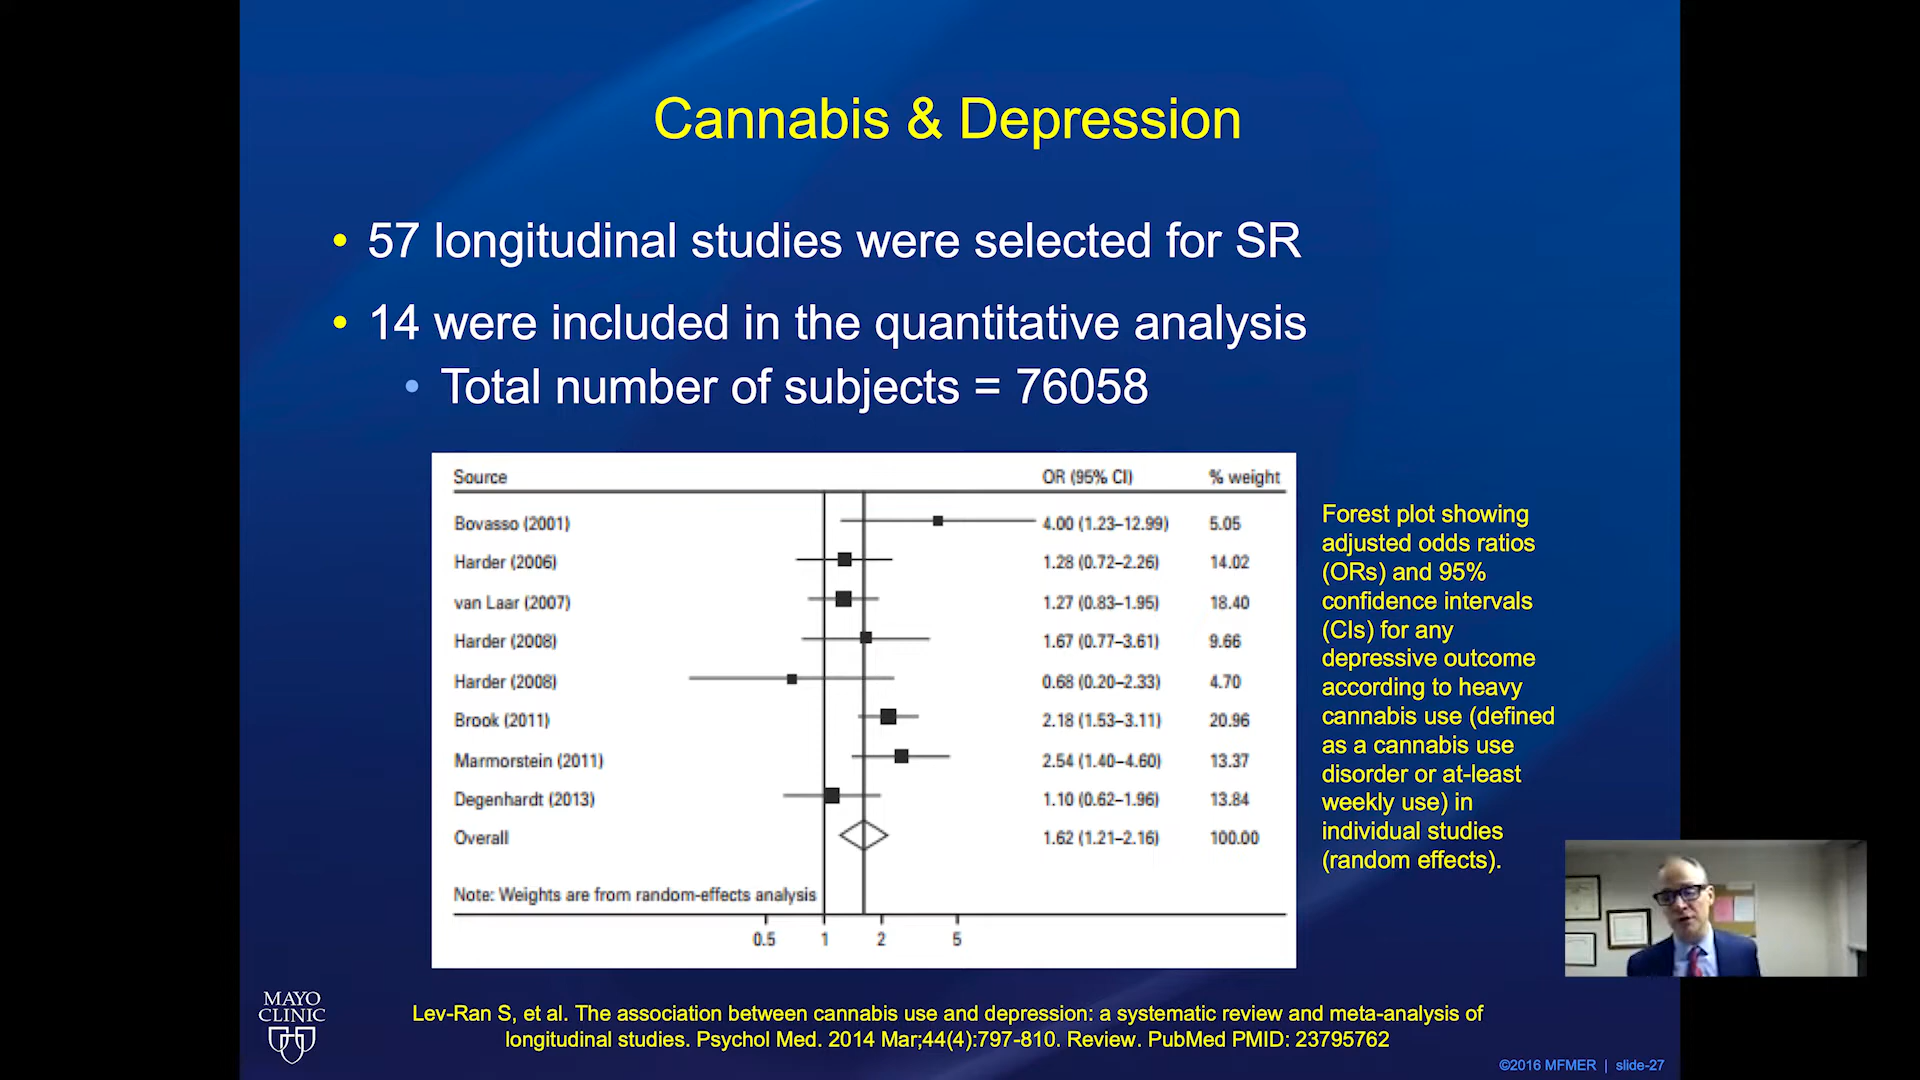 Cannabis & Depression
• 57 longitudinal studies were selected for SR
• 14 were included in the quantitative analysis
• Total number of subjects = 76058
Source OR (95% CI) % weight
Bovasso (2001) 4.00 (1.23–12.99) 5.05
Harder (2006) 1.28 (0.72–2.26) 14.02
van Laar (2007) 1.27 (0.83–1.95) 18.40
Harder (2008) 1.67 (0.77–3.61) 9.66
Harder (2008) 0.68 (0.20–2.33) 4.70
Brook (2011) 2.18 (1.53–3.11) 20.96
Marmorstein (2011) 2.54 (1.40–4.60) 13.37
Degenhardt (2013) 1.10 (0.62–1.96) 13.84
Overall 1.62 (1.21–2.16) 100.00
Note: Weights are from random-effects analysis
0.5 1 2 5
Forest plot showing
adjusted odds ratios
(ORs) and 95%
confidence intervals
(CIs) for any
depressive outcome
according to heavy
cannabis use (defined
as a cannabis use
disorder or at-least
weekly use) in
individual studies
(random effects).
MAYO
CLINIC
Lev-Ran S, et al. The association between cannabis use and depression: a systematic review and meta-analysis of
longitudinal studies. Psychol Med. 2014 Mar;44(4):797-810. Review. PubMed PMID: 23795762
©2016 MFMER | slide-27